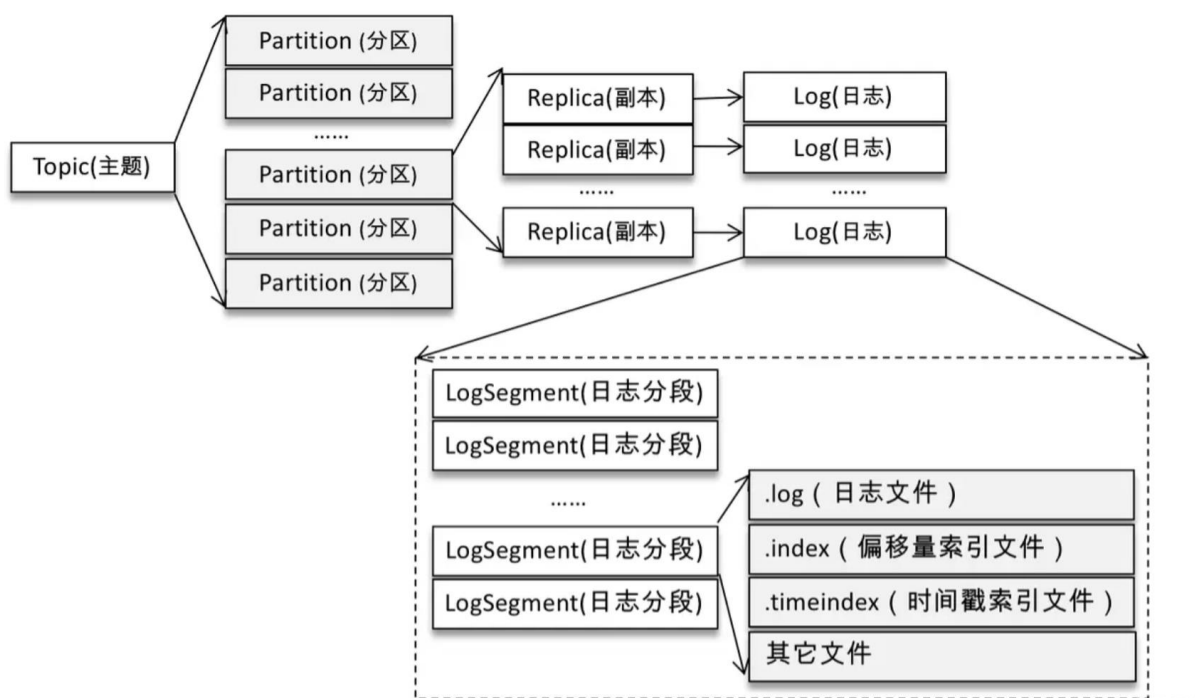 Topic(主题)
Partition (分区)
Partition (分区)
……
Partition (分区)
Partition (分区)
Partition (分区)
Replica(副本)
Replica(副本)
……
Replica(副本)
Log(日志)
Log(日志)
……
Log(日志)
LogSegment(日志分段)
LogSegment(日志分段)
……
LogSegment(日志分段)
LogSegment(日志分段)
.log（日志文件）
.index（偏移量索引文件）
.timeindex（时间戳索引文件）
其它文件